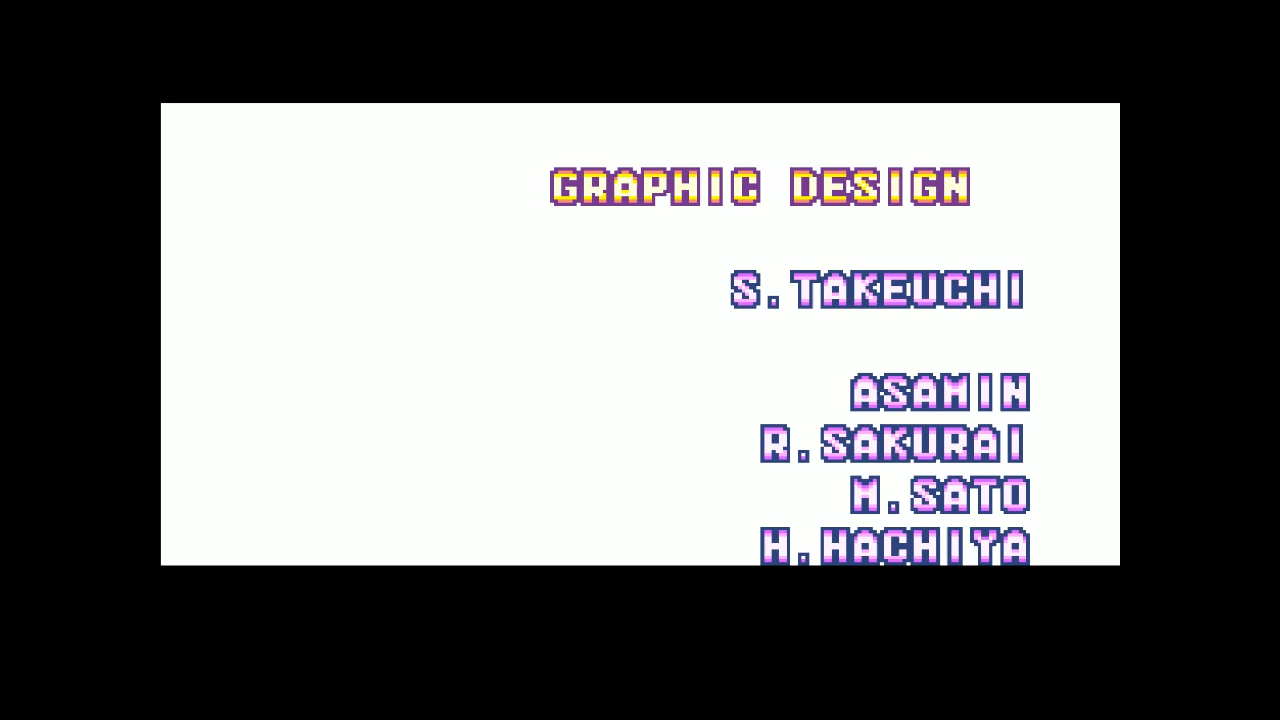 GRAPHIC DESIGN
S.TAKEUCHI
ASAMIN
R.SAKURAI
M.SATO
H.HACHIYA